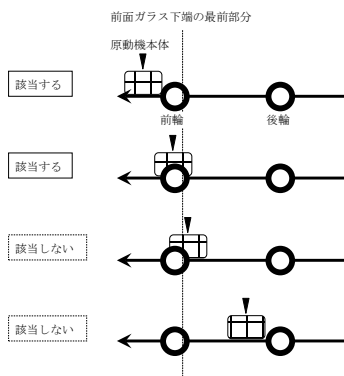 前面ガラス下端の最前部分
原動機本体
該当する
前輪
後輪
該当する
該当しない
該当しない